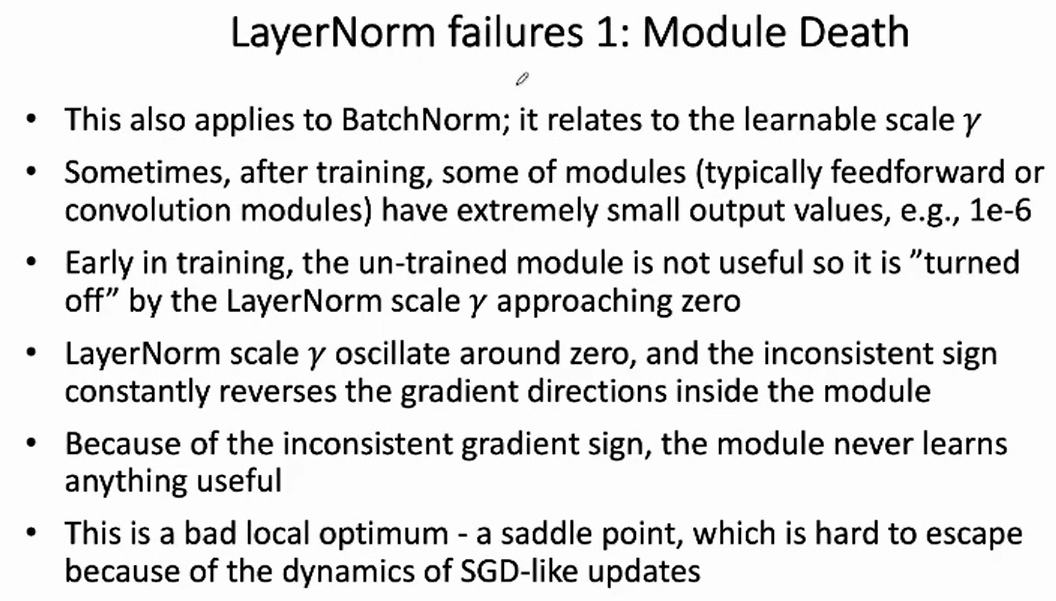 LayerNorm failures 1: Module Death
• This also applies to BatchNorm; it relates to the learnable scale γ
• Sometimes, after training, some of modules (typically feedforward or
convolution modules) have extremely small output values, e.g., 1e-6
• Early in training, the un-trained module is not useful so it is ”turned
off” by the LayerNorm scale γ approaching zero
• LayerNorm scale γ oscillate around zero, and the inconsistent sign
constantly reverses the gradient directions inside the module
• Because of the inconsistent gradient sign, the module never learns
anything useful
• This is a bad local optimum - a saddle point, which is hard to escape
because of the dynamics of SGD-like updates